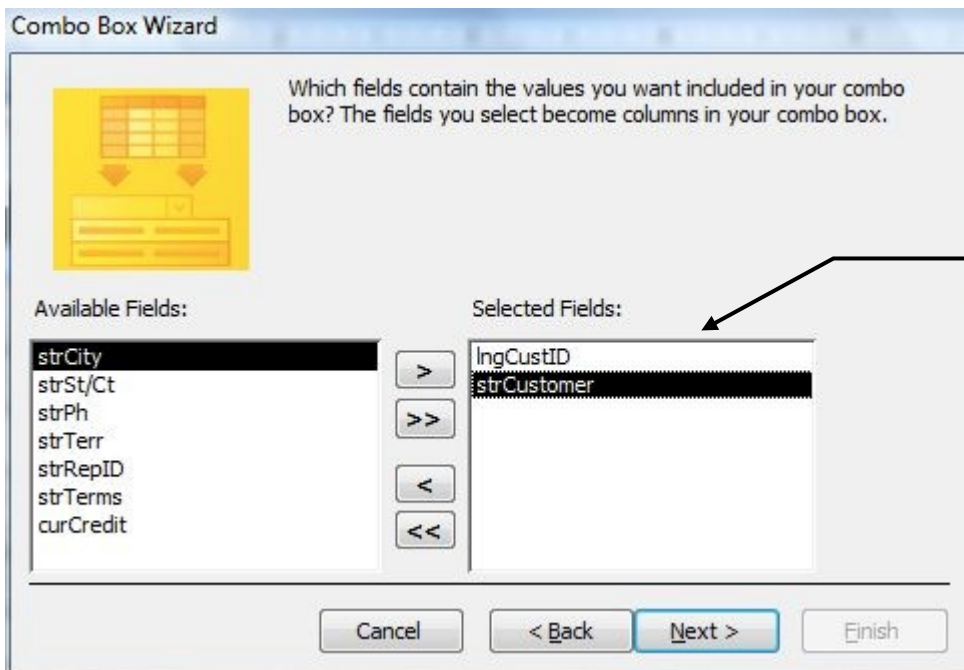 Combo Box Wizard
Which fields contain the values you want included in your combo
box? The fields you select become columns in your combo box.
Available Fields:
Selected Fields:
strCity
strSt/Ct
strPh
strTerr
strRepID
strTerms
curCredit
>
>>
<
<<
lngCustID
strCustomer
Cancel
< Back
Next >
Finish